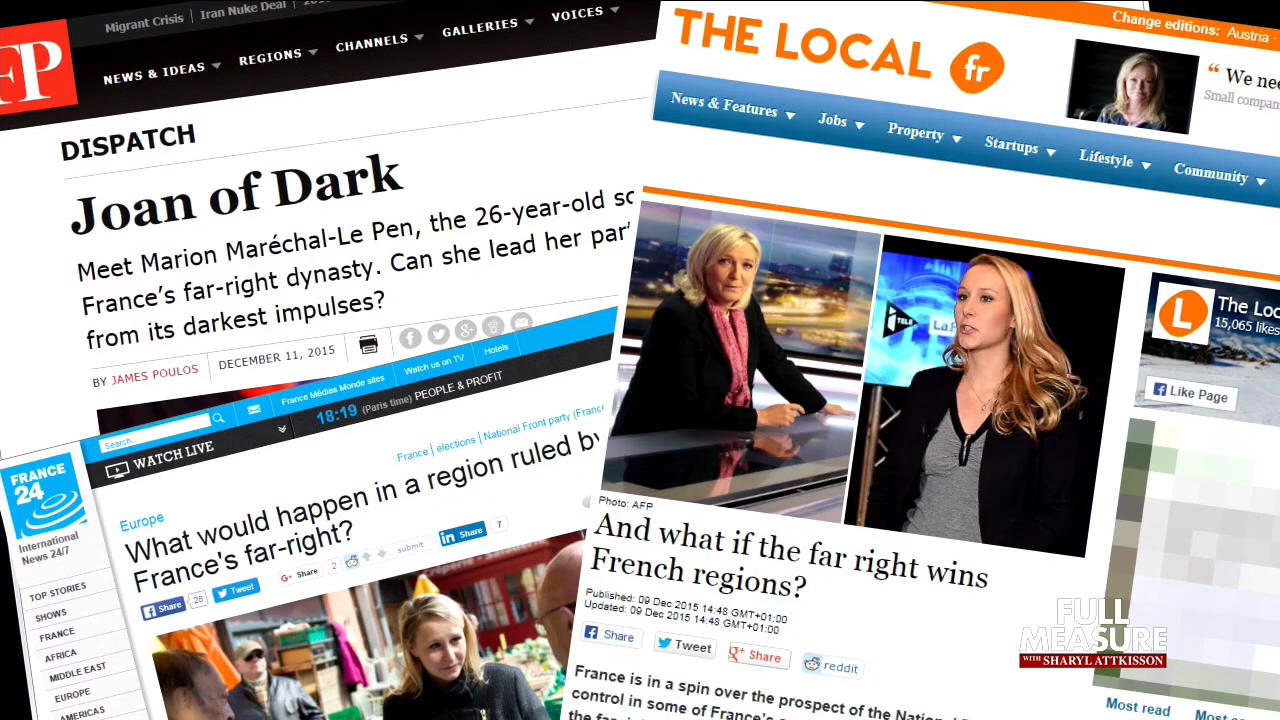 Migrant Crisis
Iran Nuke Deal
FP
NEWS & IDEAS
REGIONS
CHANNELS
GALLERIES
VOICES
DISPATCH
Joan of Dark
Meet Marion Maréchal-Le Pen, the 26-year-old
France's far-right dynasty. Can she lead her
from its darkest impulses?
BY JAMES POULOS
DECEMBER 11, 2015
THE LOCAL fr
Change editions: Austria
“ We
Small
News & Features
Jobs
Property
Startups
Lifestyle
Community
iTELE
The
15,065 likes
Like Page
Photo: AFP
And what if the far right wins
French regions?
Published: 09 Dec 2015 14:48 GMT+01:00
Updated: 09 Dec 2015 14:48 GMT+01:00
Share
Tweet
Share
reddit
France is in a spin over the prospect of the
control in some of France's
Most read
France Médias Monde sites
Watch us on TV
Hotels
Search...
18:19 (Paris time) PEOPLE & PROFIT
WATCH LIVE
FRANCE
24
International
News 24/7
TOP STORIES
SHOWS
FRANCE
AFRICA
MIDDLE EAST
EUROPE
AMERICAS
France | elections | National Front party
Europe
What would happen in a region ruled by
France's far-right?
Share 28
Tweet
Share 2
submit
Share 7
FULL
MEASURE
WITH SHARYL ATTKISSON